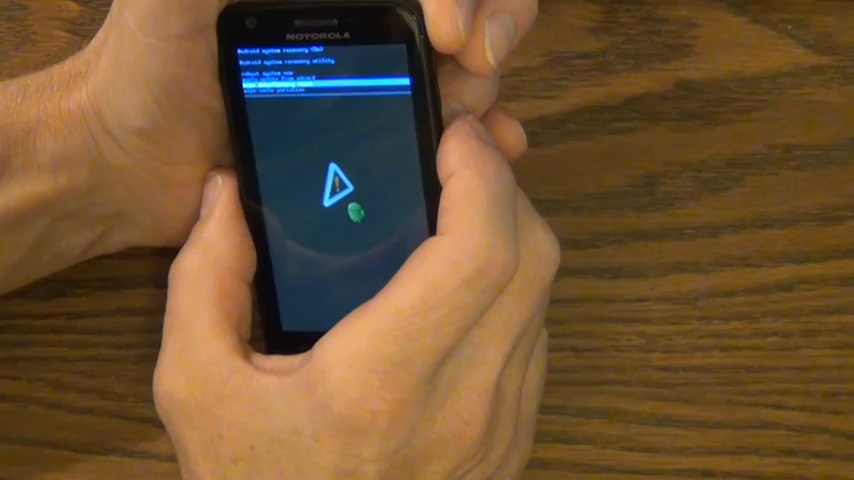 MOTOROLA
Android system recovery <3e>
Android system recovery utility
reboot system now
apply update from sdcard
wipe data/factory reset
wipe cache partition